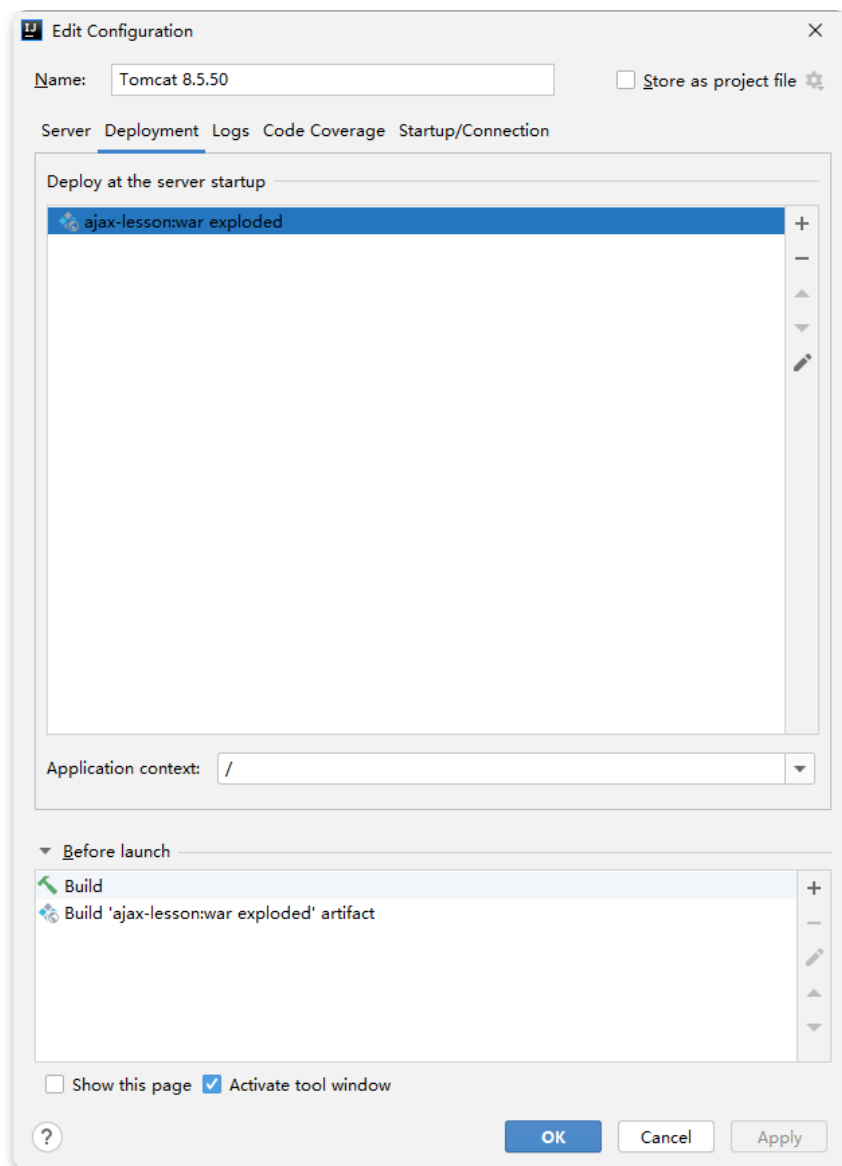 Edit Configuration
Name: Tomcat 8.5.50 Store as project file
Server Deployment Logs Code Coverage Startup/Connection
Deploy at the server startup
ajax-lesson:war exploded
Application context: /
Before launch
Build
Build 'ajax-lesson:war exploded' artifact
Show this page Activate tool window
? OK Cancel Apply